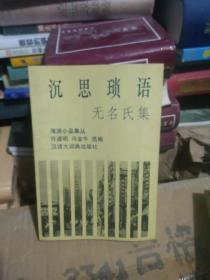 沉思琐语
无名氏集
海派小品集丛
许道明 冯金牛 选编
汉语大词典出版社